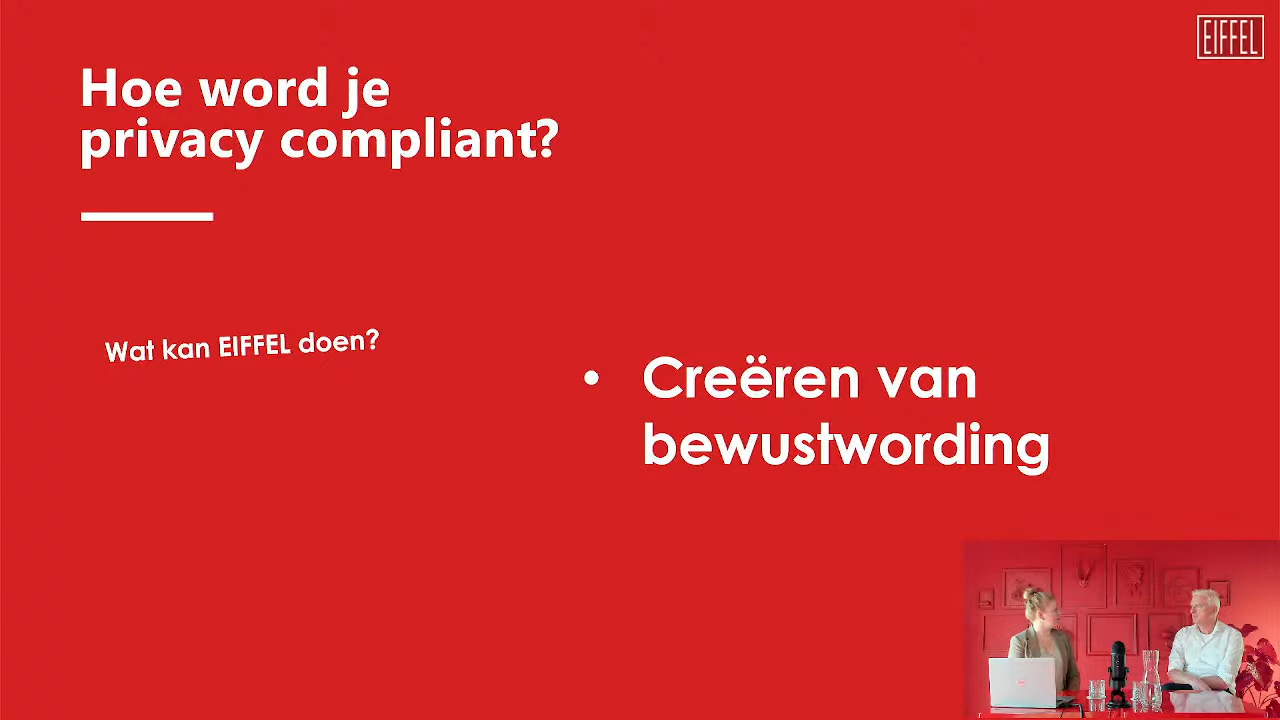 EIFFEL
Hoe word je
privacy compliant?
Wat kan EIFFEL doen?
• Creëren van
bewustwording